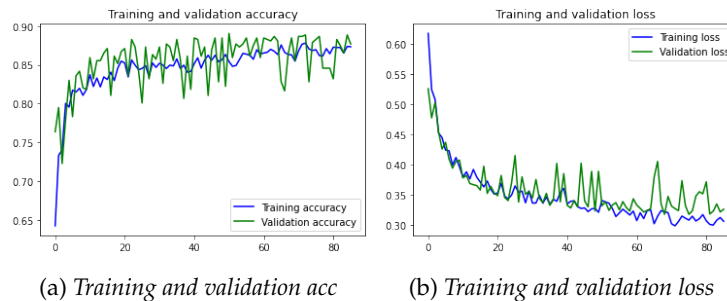 Training and validation accuracy
0.90
0.85
0.80
0.75
0.70
0.65
Training accuracy
Validation accuracy
0 20 40 60 80
(a) Training and validation acc
Training and validation loss
0.60
0.55
0.50
0.45
0.40
0.35
0.30
Training loss
Validation loss
0 20 40 60 80
(b) Training and validation loss